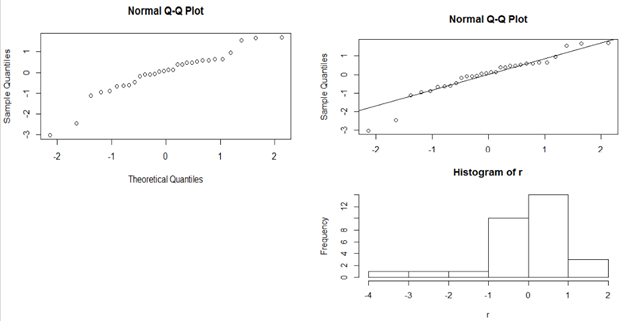 Normal Q-Q Plot
Sample Quantiles
1
0
-1
-2
-3
-2 -1 0 1 2
Theoretical Quantiles
Normal Q-Q Plot
Sample Quantiles
1
0
-1
-2
-3
-2 -1 0 1 2
Histogram of r
Frequency
12
8
6
4
2
0
-4 -3 -2 -1 0 1 2
r